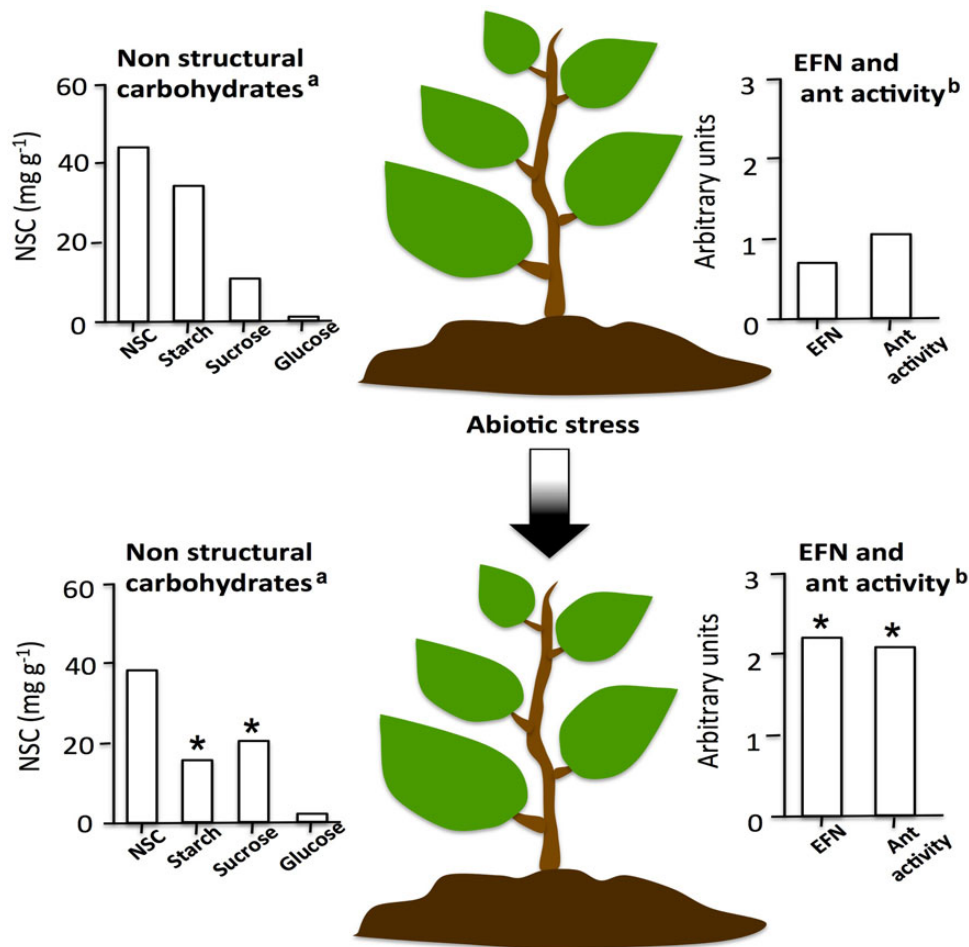 Non structural
carbohydrates a
NSC (mg g-1)
60
40
20
0
NSC
Starch
Sucrose
Glucose
EFN and
ant activity b
Arbitrary units
3
2
1
0
EFN
Ant
activity
Abiotic stress
Non structural
carbohydrates a
NSC (mg g-1)
60
40
20
0
*
*
NSC
Starch
Sucrose
Glucose
EFN and
ant activity b
Arbitrary units
3
2
1
0
*
*
EFN
Ant
activity